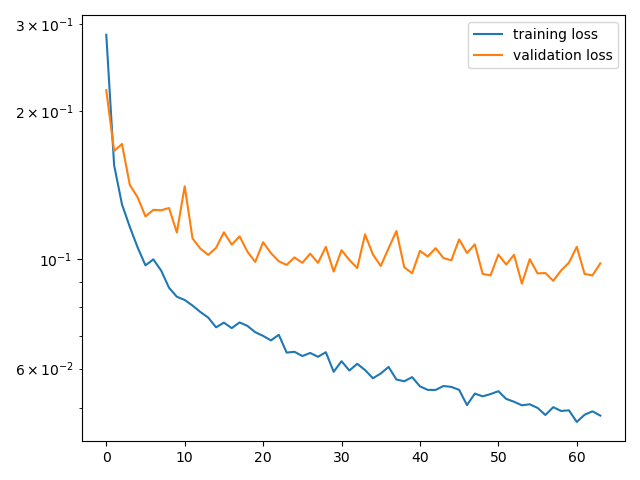 training loss
validation loss
3 × 10⁻¹
2 × 10⁻¹
10⁻¹
6 × 10⁻²
0 10 20 30 40 50 60